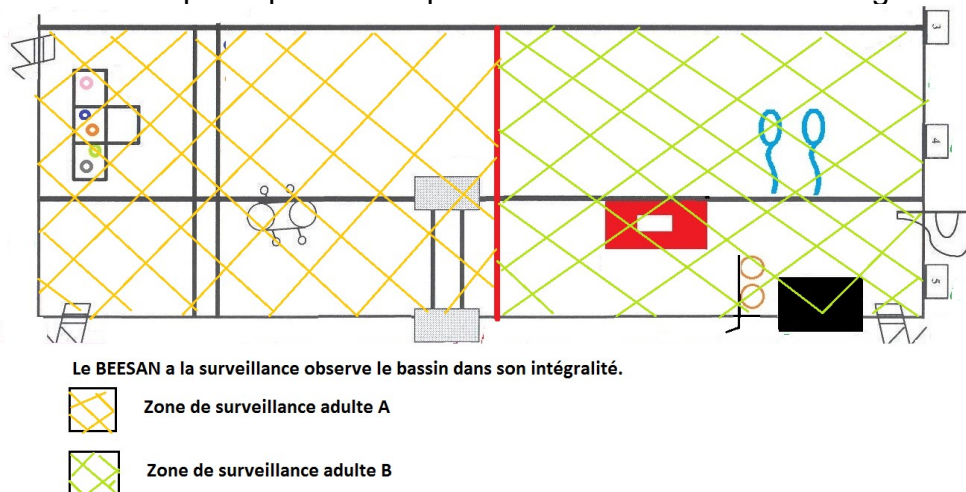 3
4
5
Le BEESAN a la surveillance observe le bassin dans son intégralité.
Zone de surveillance adulte A
Zone de surveillance adulte B